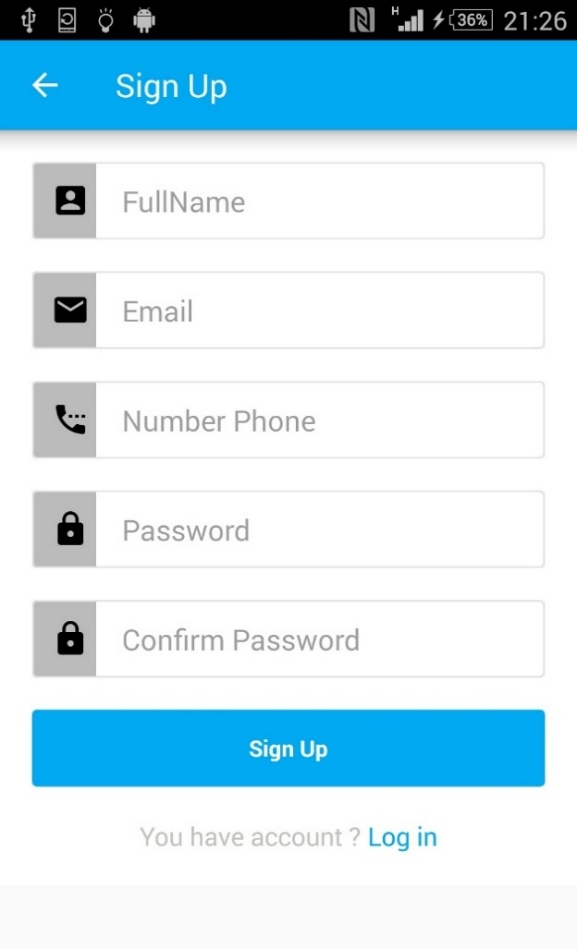 H 36% 21:26
Sign Up
FullName
Email
Number Phone
Password
Confirm Password
Sign Up
You have account ? Log in